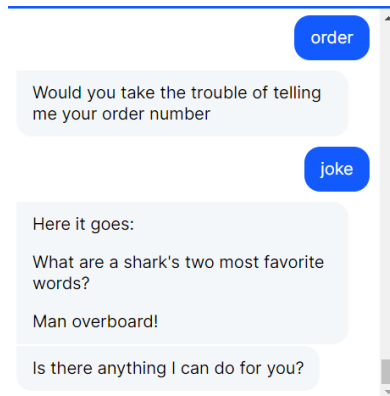 order
Would you take the trouble of telling
me your order number
joke
Here it goes:
What are a shark's two most favorite
words?
Man overboard!
Is there anything I can do for you?